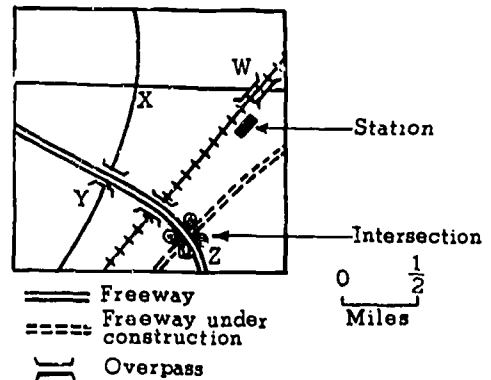 W
X
Station
Y
Intersection
Z
0 1/2
Miles
Freeway
Freeway under
construction
Overpass